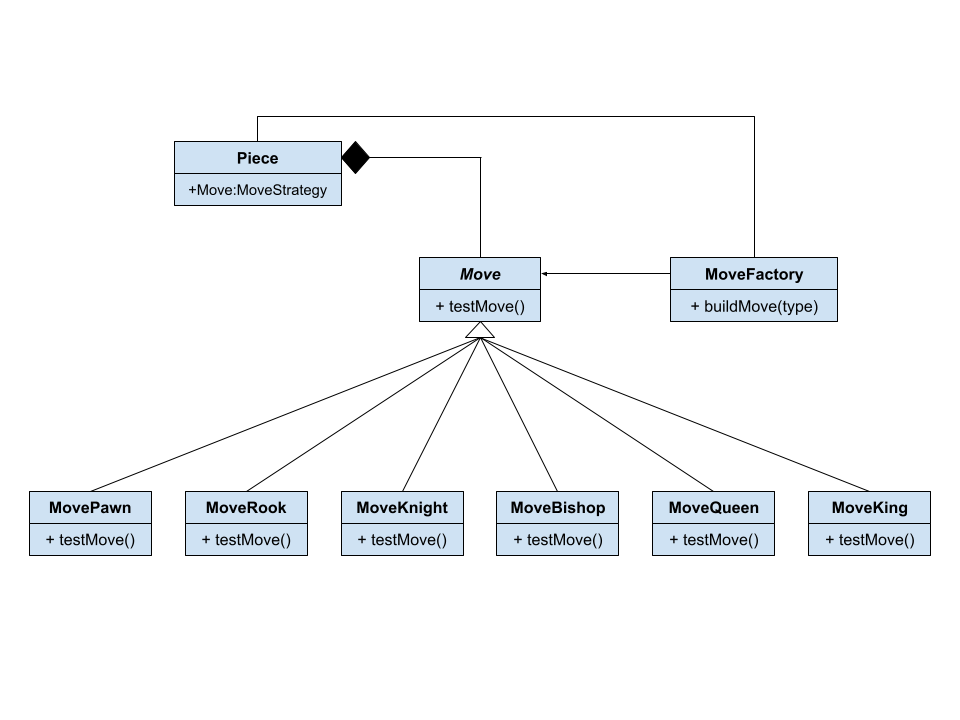 Piece
+Move:MoveStrategy
Move
+ testMove()
MoveFactory
+ buildMove(type)
MovePawn
+ testMove()
MoveRook
+ testMove()
MoveKnight
+ testMove()
MoveBishop
+ testMove()
MoveQueen
+ testMove()
MoveKing
+ testMove()